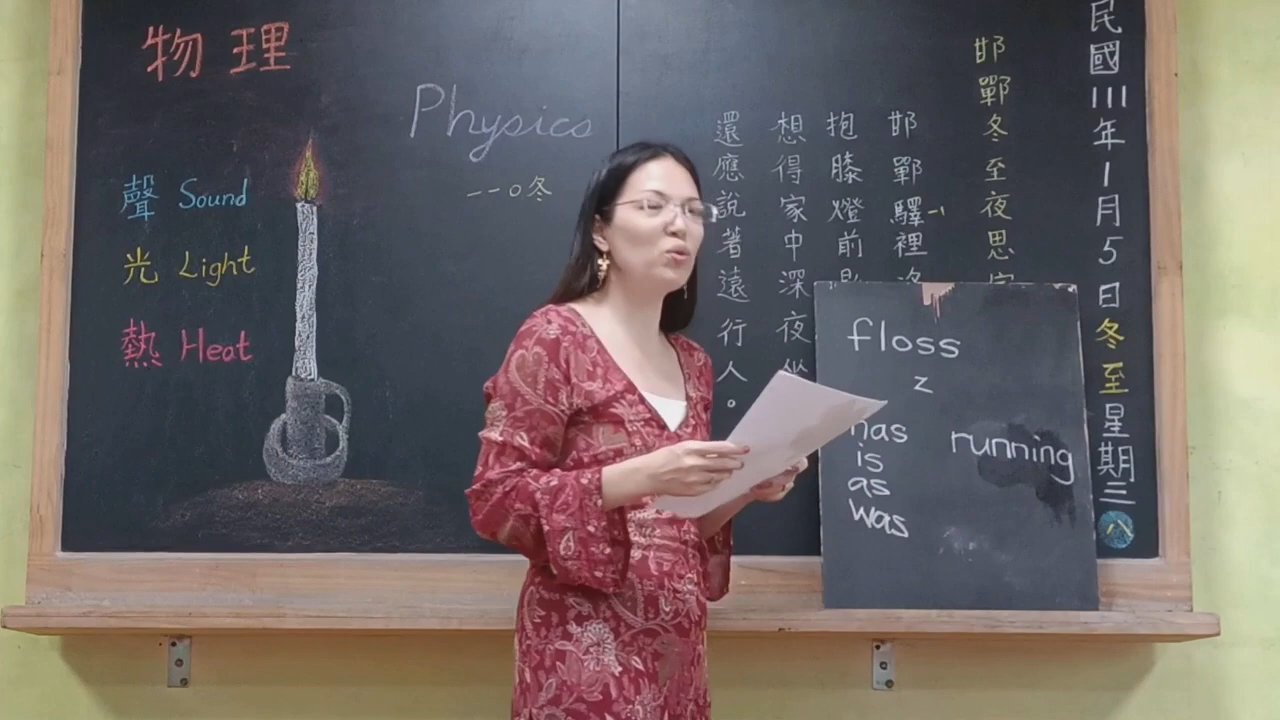 物理
Physics
一一〇冬
聲 Sound
光 Light
熱 Heat
民國111年1月5日冬至星期三
八
邯鄲冬至夜思
邯鄲驛裡
抱膝燈前
想得家中深夜坐
還應說著遠行人。
floss
z
has
is
as
was
running